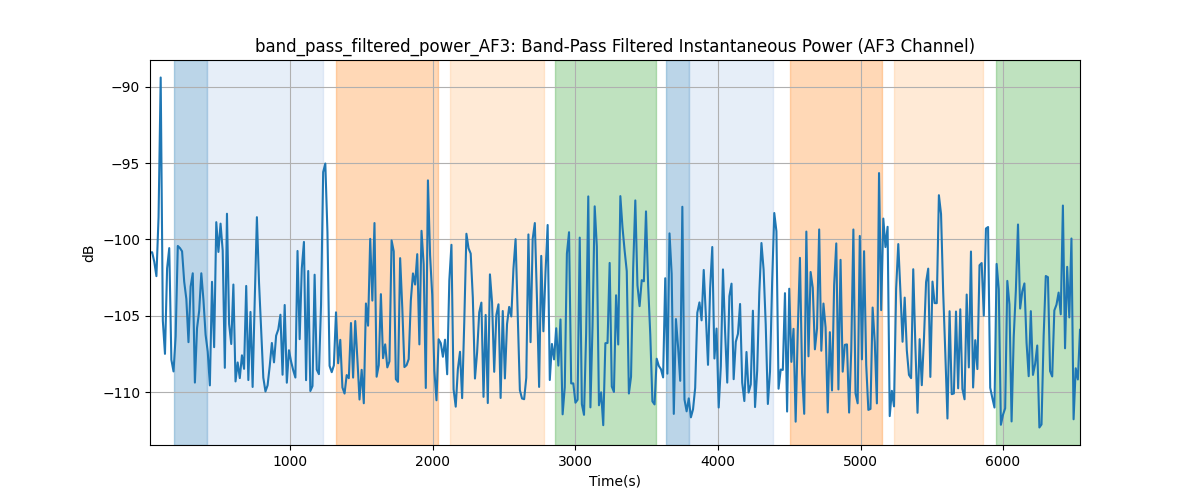 band_pass_filtered_power_AF3: Band-Pass Filtered Instantaneous Power (AF3 Channel)
dB
−90
−95
−100
−105
−110
1000 2000 3000 4000 5000 6000
Time(s)